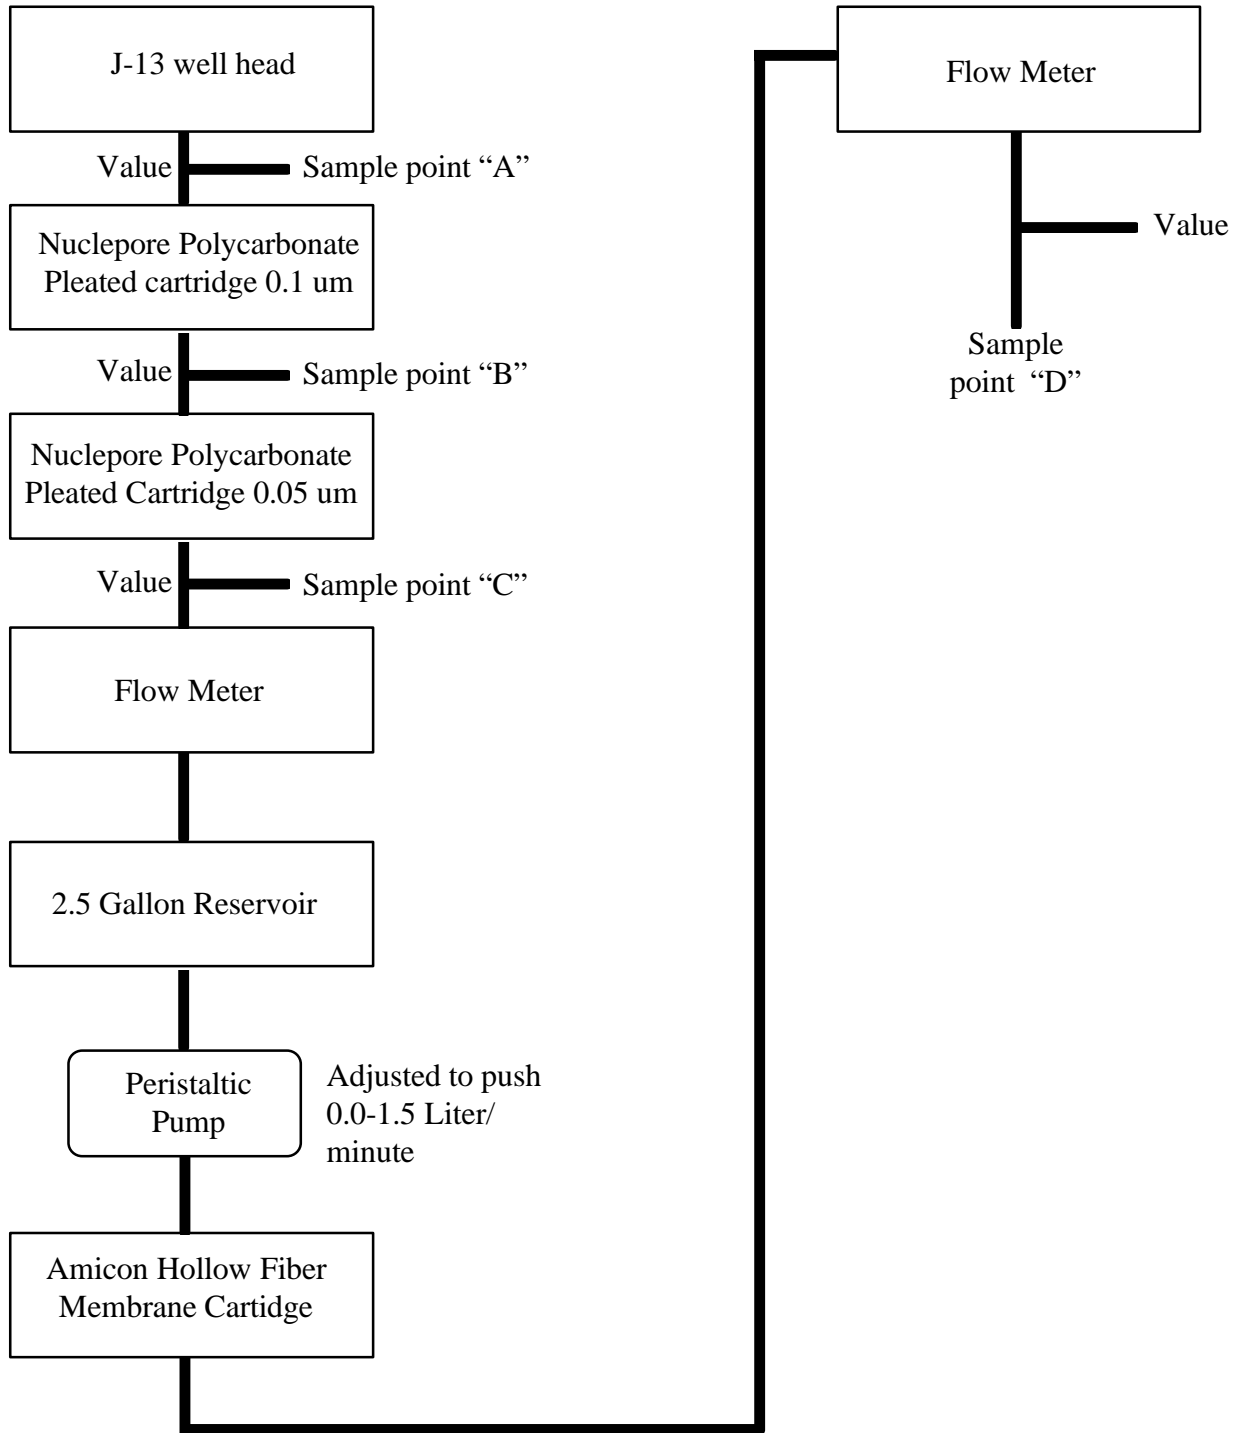 J-13 well head
Value
Sample point “A”
Nuclepore Polycarbonate
Pleated cartridge 0.1 um
Value
Sample point “B”
Nuclepore Polycarbonate
Pleated Cartridge 0.05 um
Value
Sample point “C”
Flow Meter
2.5 Gallon Reservoir
Peristaltic
Pump
Adjusted to push
0.0-1.5 Liter/
minute
Amicon Hollow Fiber
Membrane Cartidge
Flow Meter
Value
Sample
point “D”